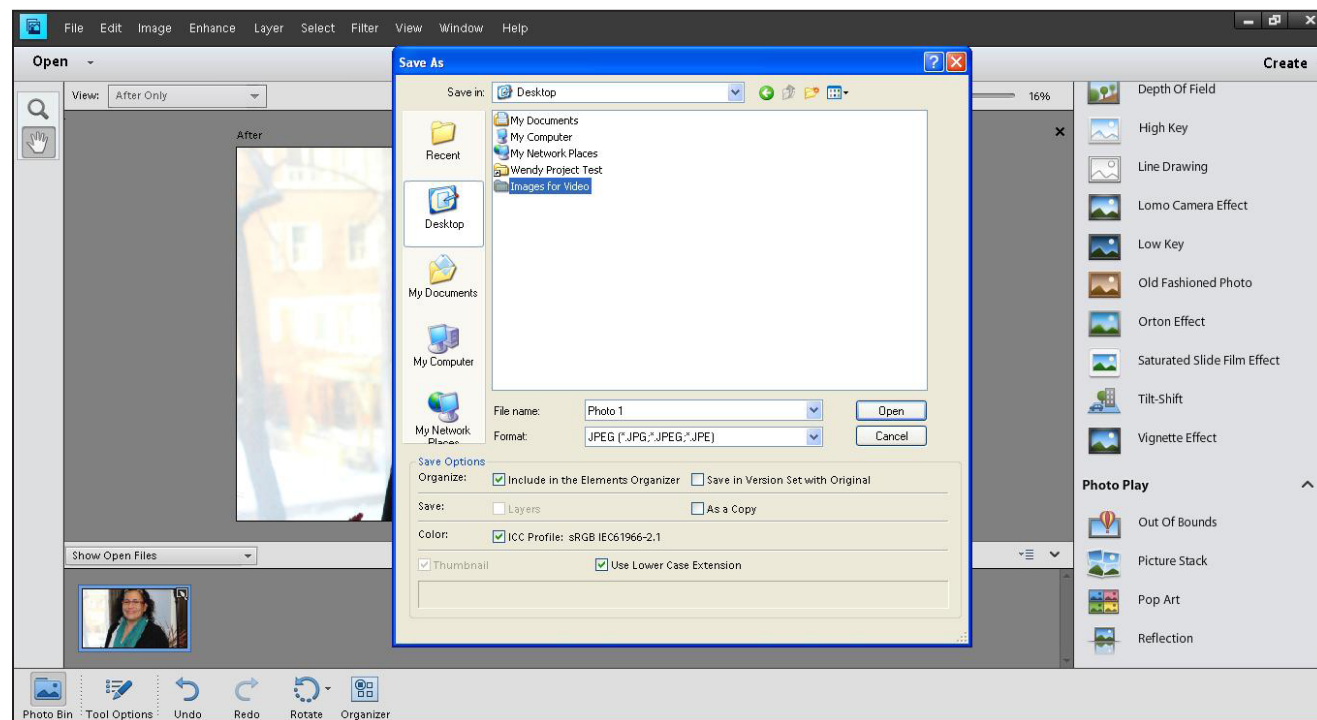 File Edit Image Enhance Layer Select Filter View Window Help
Open
Create
View: After Only
16%
After
Save As
Save in: Desktop
Recent
Desktop
My Documents
My Computer
My Network Places
My Documents
My Computer
My Network Places
Wendy Project Test
Images for Video
File name: Photo 1
Open
Format: JPEG (*.JPG;*.JPEG;*.JPE)
Cancel
Save Options
Organize: Include in the Elements Organizer Save in Version Set with Original
Save: Layers As a Copy
Color: ICC Profile: sRGB IEC61966-2.1
Thumbnail Use Lower Case Extension
Depth Of Field
High Key
Line Drawing
Lomo Camera Effect
Low Key
Old Fashioned Photo
Orton Effect
Saturated Slide Film Effect
Tilt-Shift
Vignette Effect
Photo Play
Out Of Bounds
Picture Stack
Pop Art
Reflection
Show Open Files
Photo Bin Tool Options Undo Redo Rotate Organizer